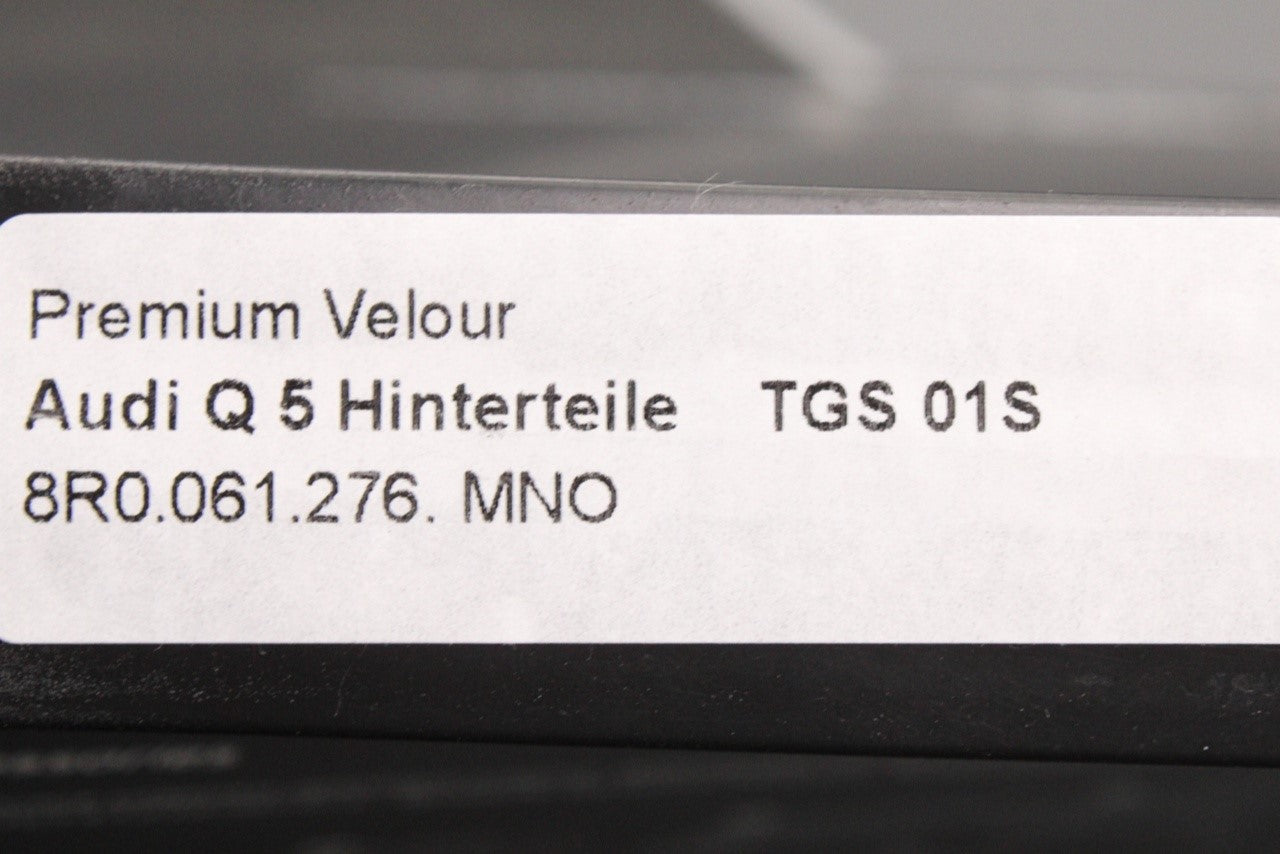 Premium Velour
Audi Q 5 Hinterteile TGS 01S
8R0.061.276. MNO